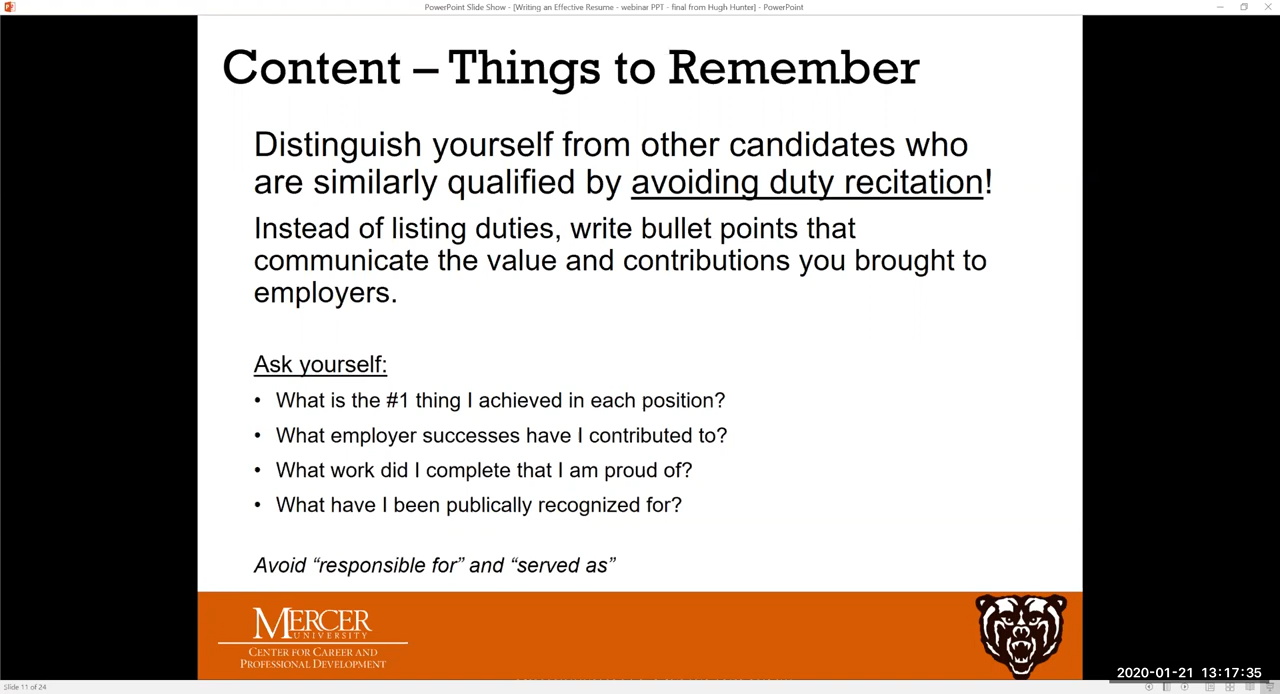 PowerPoint Slide Show - [Writing an Effective Resume - webinar PPT - final from Hugh Hunter] - PowerPoint
Content – Things to Remember
Distinguish yourself from other candidates who
are similarly qualified by avoiding duty recitation!
Instead of listing duties, write bullet points that
communicate the value and contributions you brought to
employers.
Ask yourself:
• What is the #1 thing I achieved in each position?
• What employer successes have I contributed to?
• What work did I complete that I am proud of?
• What have I been publically recognized for?
Avoid “responsible for” and “served as”
MERCER
UNIVERSITY
CENTER FOR CAREER AND
PROFESSIONAL DEVELOPMENT
2020-01-21 13:17:35
Slide 11 of 24